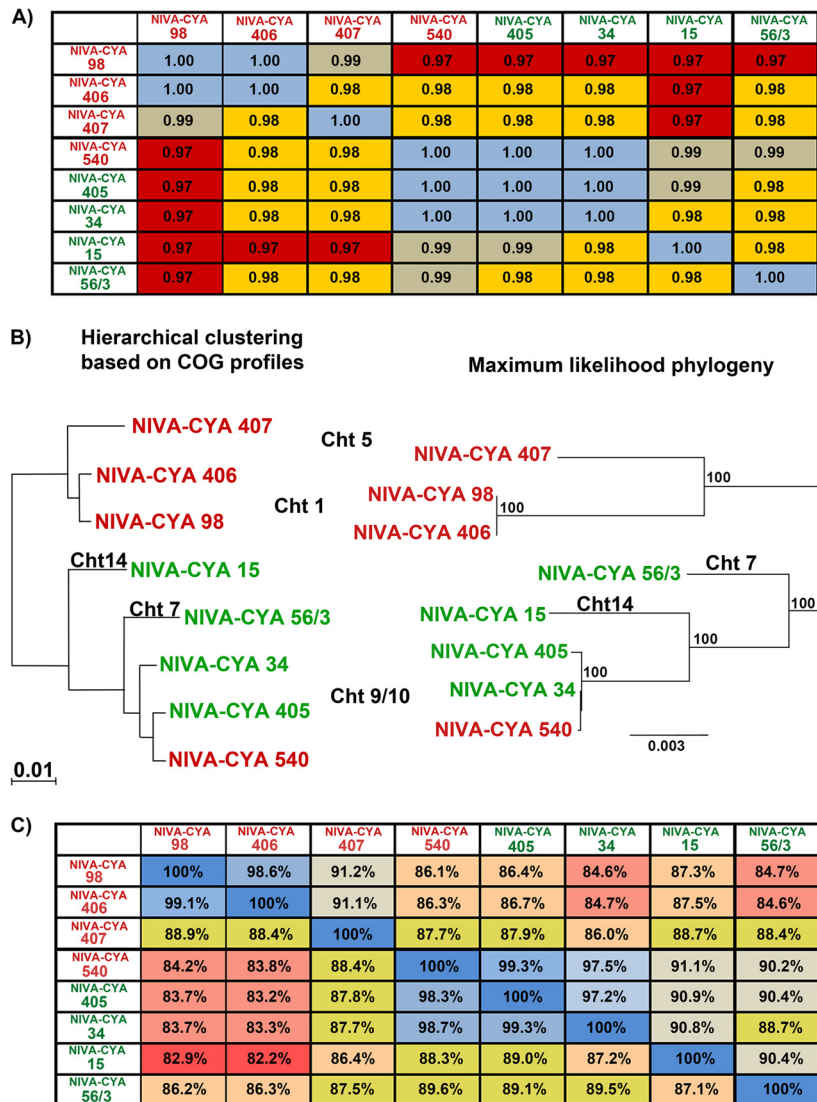 A)
NIVA-CYA 98 NIVA-CYA 406 NIVA-CYA 407 NIVA-CYA 540 NIVA-CYA 405 NIVA-CYA 34 NIVA-CYA 15 NIVA-CYA 56/3
NIVA-CYA 98 1.00 1.00 0.99 0.97 0.97 0.97 0.97 0.97
NIVA-CYA 406 1.00 1.00 0.98 0.98 0.98 0.98 0.97 0.98
NIVA-CYA 407 0.99 0.98 1.00 0.98 0.98 0.98 0.97 0.98
NIVA-CYA 540 0.97 0.98 0.98 1.00 1.00 1.00 0.99 0.99
NIVA-CYA 405 0.97 0.98 0.98 1.00 1.00 1.00 0.99 0.98
NIVA-CYA 34 0.97 0.98 0.98 1.00 1.00 1.00 0.98 0.98
NIVA-CYA 15 0.97 0.97 0.97 0.99 0.99 0.98 1.00 0.98
NIVA-CYA 56/3 0.97 0.98 0.98 0.99 0.98 0.98 0.98 1.00
B)
Hierarchical clustering
based on COG profiles
NIVA-CYA 407
NIVA-CYA 406
NIVA-CYA 98
Cht14
NIVA-CYA 15
Cht 7
NIVA-CYA 56/3
NIVA-CYA 34
NIVA-CYA 405
NIVA-CYA 540
0.01
Cht 5
Cht 1
Cht 9/10
Maximum likelihood phylogeny
NIVA-CYA 407
100
NIVA-CYA 98
100
NIVA-CYA 406
NIVA-CYA 56/3
Cht 7
100
NIVA-CYA 15
Cht14
100
NIVA-CYA 405
100
NIVA-CYA 34
NIVA-CYA 540
0.003
C)
NIVA-CYA 98 NIVA-CYA 406 NIVA-CYA 407 NIVA-CYA 540 NIVA-CYA 405 NIVA-CYA 34 NIVA-CYA 15 NIVA-CYA 56/3
NIVA-CYA 98 100% 98.6% 91.2% 86.1% 86.4% 84.6% 87.3% 84.7%
NIVA-CYA 406 99.1% 100% 91.1% 86.3% 86.7% 84.7% 87.5% 84.6%
NIVA-CYA 407 88.9% 88.4% 100% 87.7% 87.9% 86.0% 88.7% 88.4%
NIVA-CYA 540 84.2% 83.8% 88.4% 100% 99.3% 97.5% 91.1% 90.2%
NIVA-CYA 405 83.7% 83.2% 87.8% 98.3% 100% 97.2% 90.9% 90.4%
NIVA-CYA 34 83.7% 83.3% 87.7% 98.7% 99.3% 100% 90.8% 88.7%
NIVA-CYA 15 82.9% 82.2% 86.4% 88.3% 89.0% 87.2% 100% 90.4%
NIVA-CYA 56/3 86.2% 86.3% 87.5% 89.6% 89.1% 89.5% 87.1% 100%